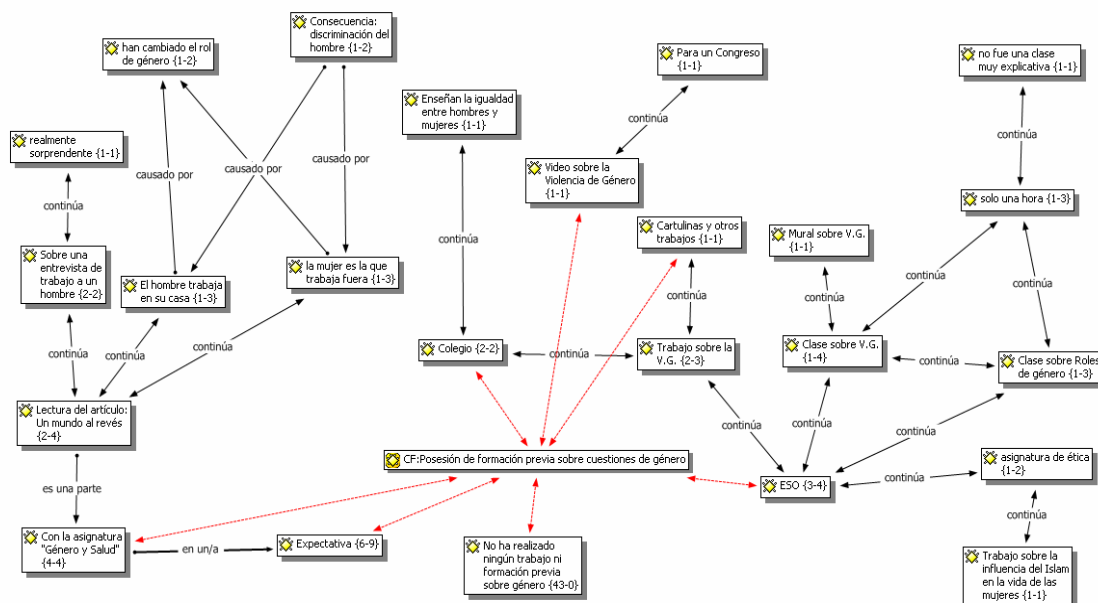 han cambiado el rol
de género {1-2}
Consecuencia:
discriminación del
hombre {1-2}
Para un Congreso
{1-1}
no fue una clase
muy explicativa {1-1}
Enseñan la igualdad
entre hombres y
mujeres {1-1}
continúa
realmente
sorprendente {1-1}
causado por
causado por
causado por
Video sobre la
Violencia de Género
{1-1}
continúa
continúa
solo una hora {1-3}
continúa
Cartulinas y otros
trabajos {1-1}
Mural sobre V.G.
{1-1}
Sobre una
entrevista de
trabajo a un
hombre {2-2}
El hombre trabaja
en su casa {1-3}
la mujer es la que
trabaja fuera {1-3}
continúa
continúa
continúa
continúa
continúa
continúa
continúa
continúa
Colegio {2-2}
continúa
Trabajo sobre la
V.G. {2-3}
Clase sobre V.G.
{1-4}
continúa
Clase sobre Roles
de género {1-3}
Lectura del artículo:
Un mundo al revés
{2-4}
continúa
continúa
continúa
CF:Posesión de formación previa sobre cuestiones de género
asignatura de ética
{1-2}
es una parte
ESO {3-4}
continúa
continúa
Con la asignatura
"Género y Salud"
{4-4}
en un/a
Expectativa {6-9}
No ha realizado
ningún trabajo ni
formación previa
sobre género {43-0}
Trabajo sobre la
influencia del Islam
en la vida de las
mujeres {1-1}